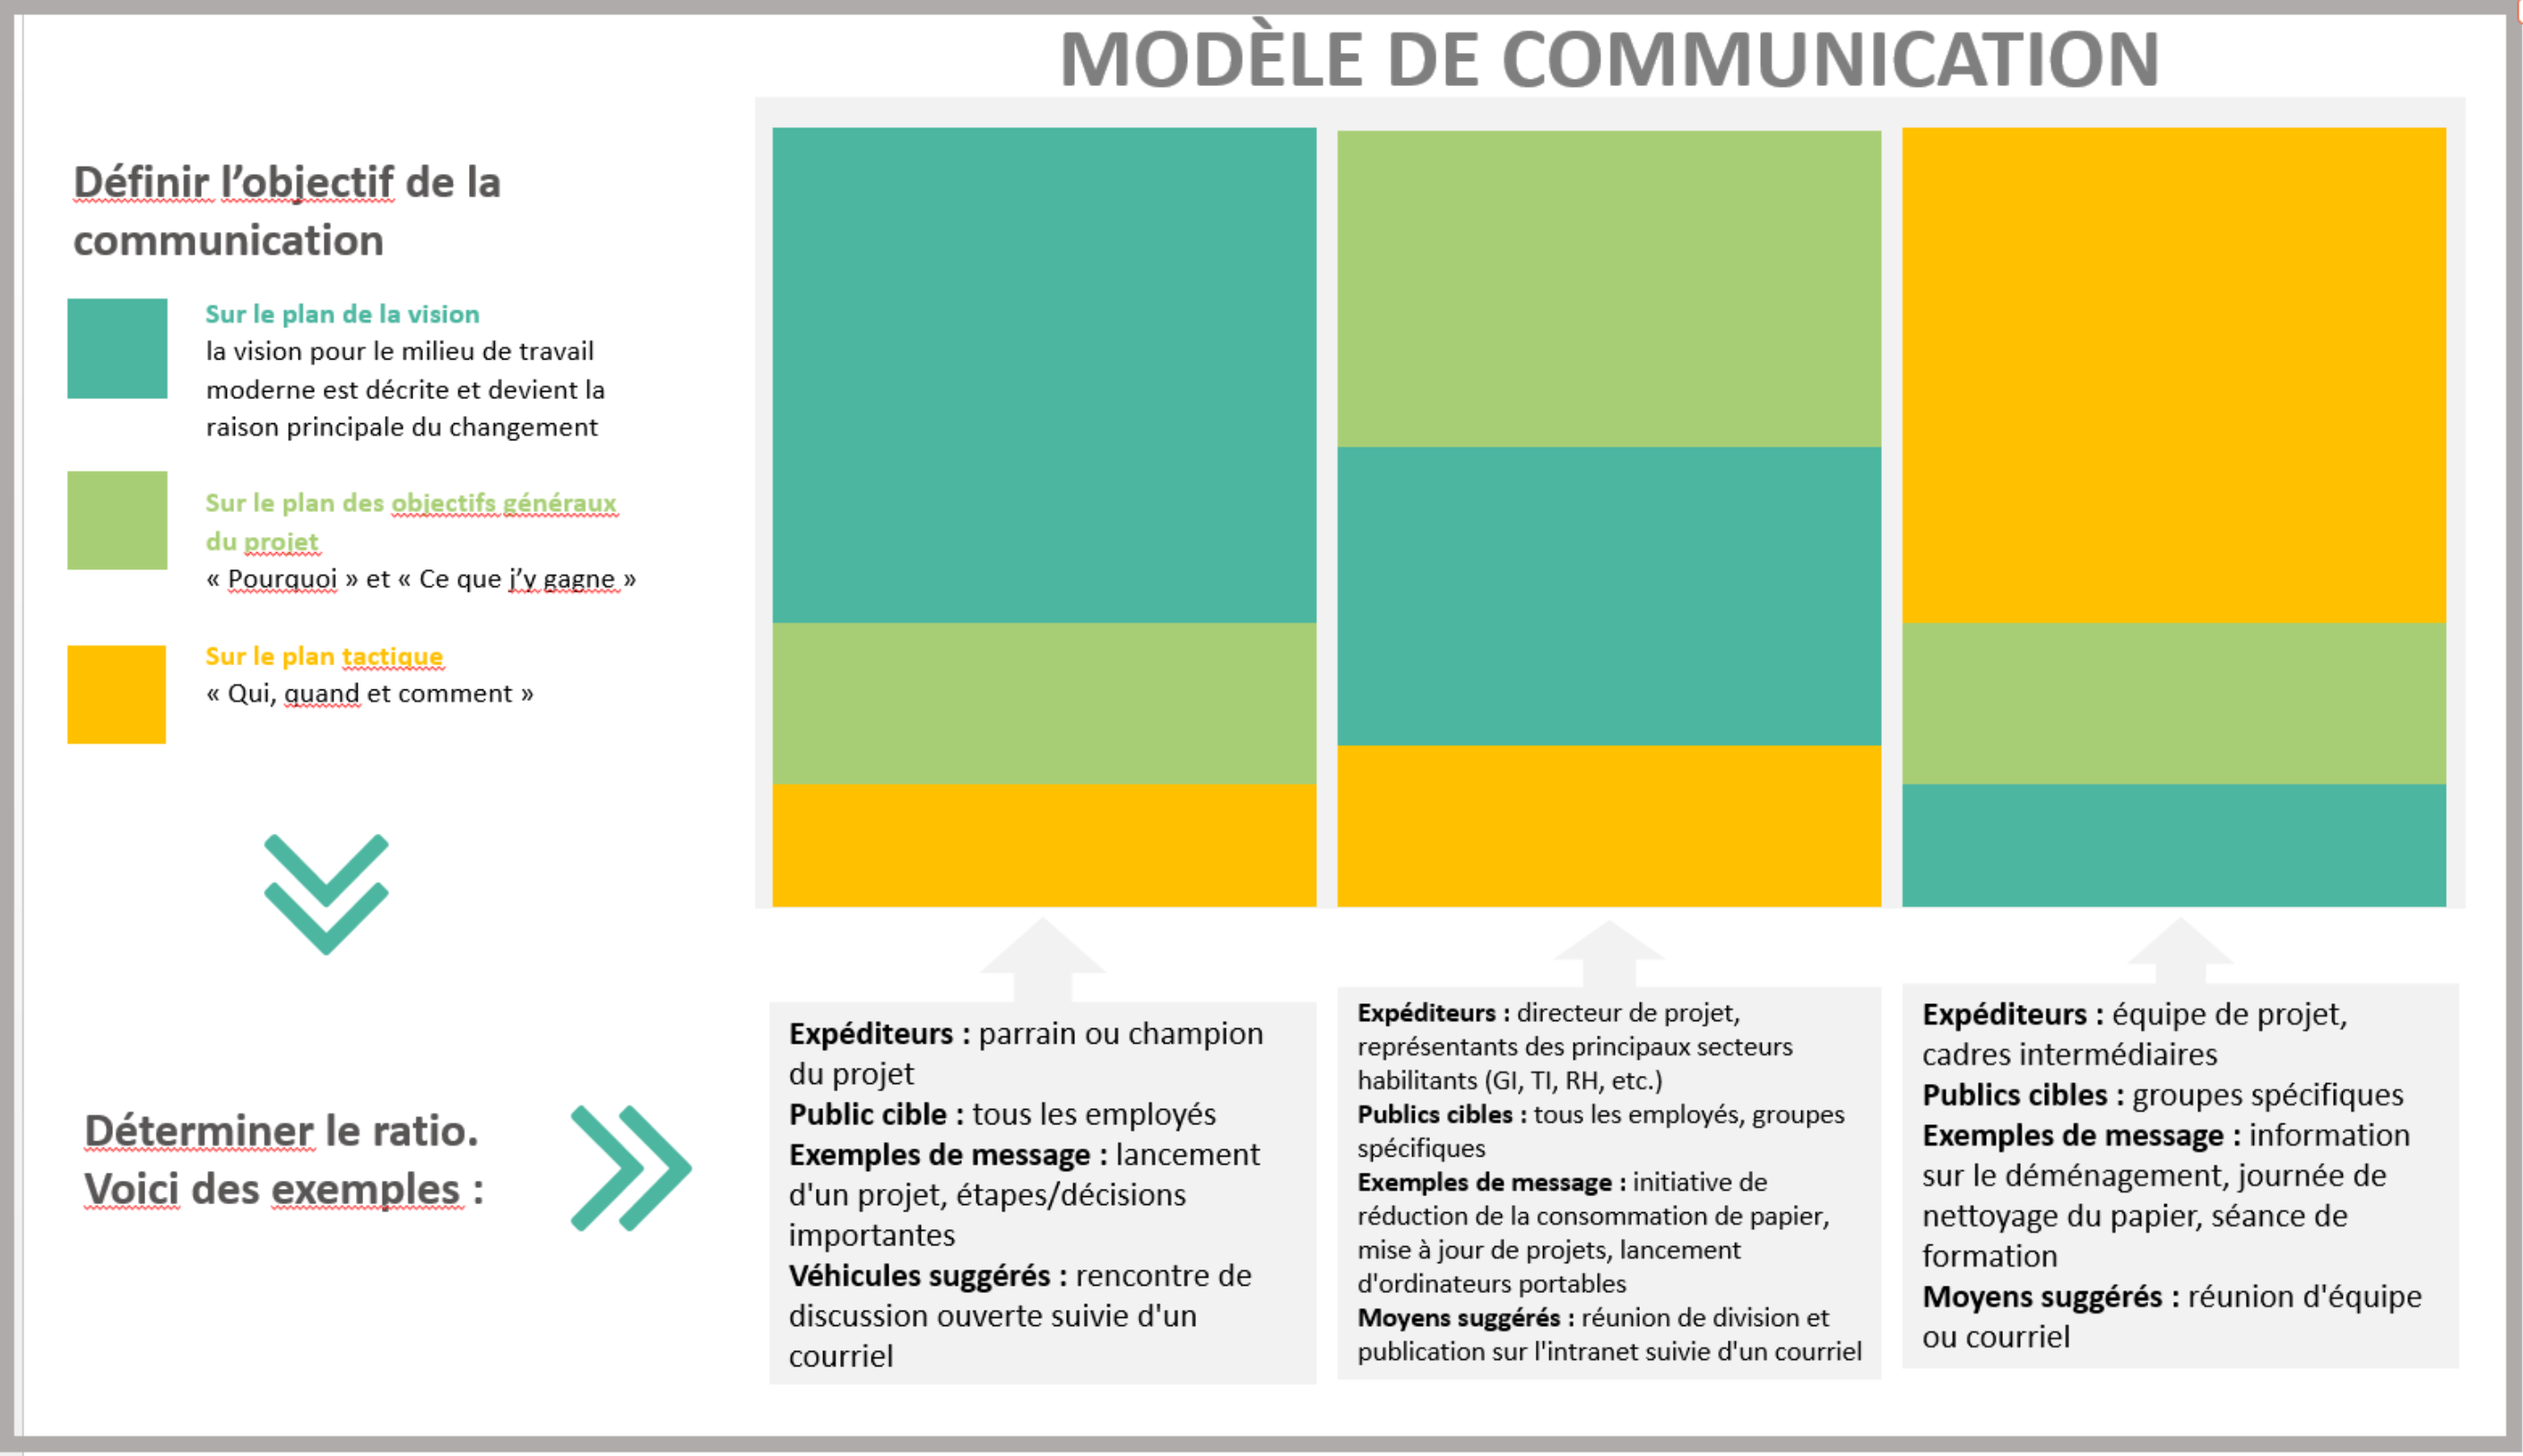 MODÈLE DE COMMUNICATION
Définir l’objectif de la
communication
Sur le plan de la vision
la vision pour le milieu de travail
moderne est décrite et devient la
raison principale du changement
Sur le plan des objectifs généraux
du projet
« Pourquoi » et « Ce que j’y gagne »
Sur le plan tactique
« Qui, quand et comment »
Déterminer le ratio.
Voici des exemples :
Expéditeurs : parrain ou champion
du projet
Public cible : tous les employés
Exemples de message : lancement
d'un projet, étapes/décisions
importantes
Véhicules suggérés : rencontre de
discussion ouverte suivie d'un
courriel
Expéditeurs : directeur de projet,
représentants des principaux secteurs
habilitants (GI, TI, RH, etc.)
Publics cibles : tous les employés, groupes
spécifiques
Exemples de message : initiative de
réduction de la consommation de papier,
mise à jour de projets, lancement
d'ordinateurs portables
Moyens suggérés : réunion de division et
publication sur l'intranet suivie d'un courriel
Expéditeurs : équipe de projet,
cadres intermédiaires
Publics cibles : groupes spécifiques
Exemples de message : information
sur le déménagement, journée de
nettoyage du papier, séance de
formation
Moyens suggérés : réunion d'équipe
ou courriel